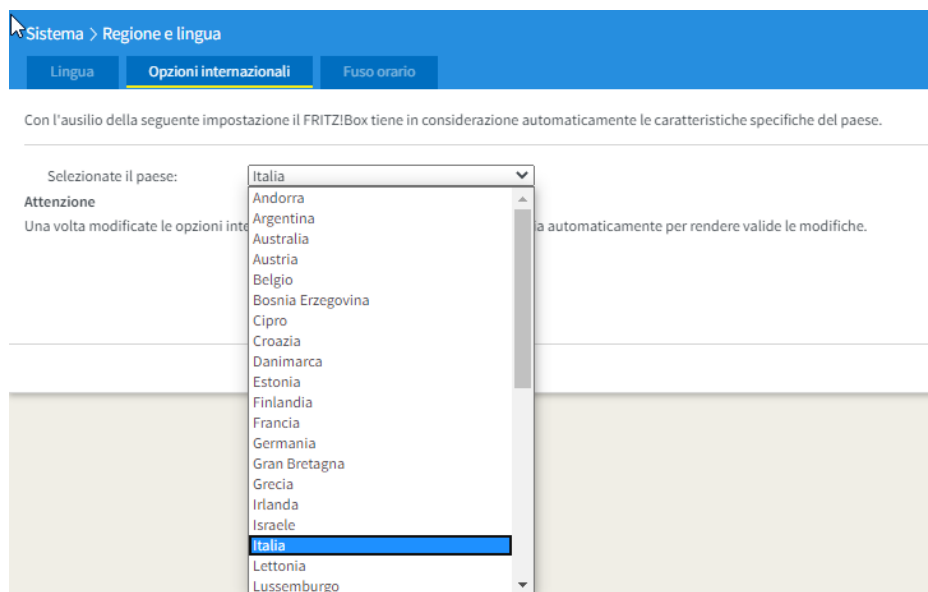 Sistema > Regione e lingua
Lingua Opzioni internazionali Fuso orario
Con l'ausilio della seguente impostazione il FRITZ!Box tiene in considerazione automaticamente le caratteristiche specifiche del paese.
Selezionate il paese: Italia
Attenzione
Una volta modificate le opzioni inte ia automaticamente per rendere valide le modifiche.
Andorra
Argentina
Australia
Austria
Belgio
Bosnia Erzegovina
Cipro
Croazia
Danimarca
Estonia
Finlandia
Francia
Germania
Gran Bretagna
Grecia
Irlanda
Israele
Italia
Lettonia
Lussemburgo